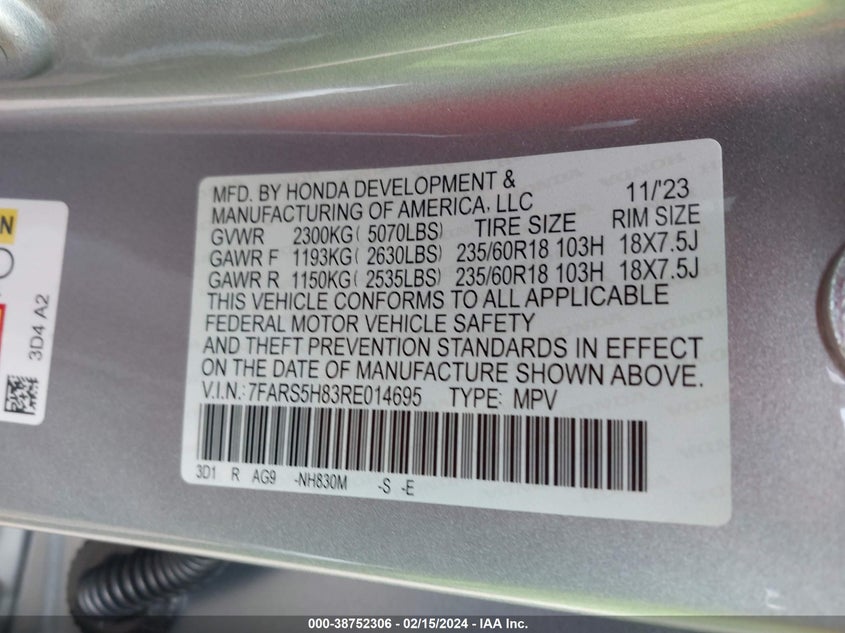 MFD. BY HONDA DEVELOPMENT & 11/'23
MANUFACTURING OF AMERICA, LLC
GVWR 2300KG( 5070LBS) TIRE SIZE RIM SIZE
GAWR F 1193KG( 2630LBS) 235/60R18 103H 18X7.5J
GAWR R 1150KG( 2535LBS) 235/60R18 103H 18X7.5J
THIS VEHICLE CONFORMS TO ALL APPLICABLE
FEDERAL MOTOR VEHICLE SAFETY
AND THEFT PREVENTION STANDARDS IN EFFECT
ON THE DATE OF MANUFACTURE SHOWN ABOVE.
V.I.N.: 7FARS5H83RE014695 TYPE: MPV
3D1 R AG9 -NH830M -S -E
3D4 A2
000-38752306 - 02/15/2024 - IAA Inc.